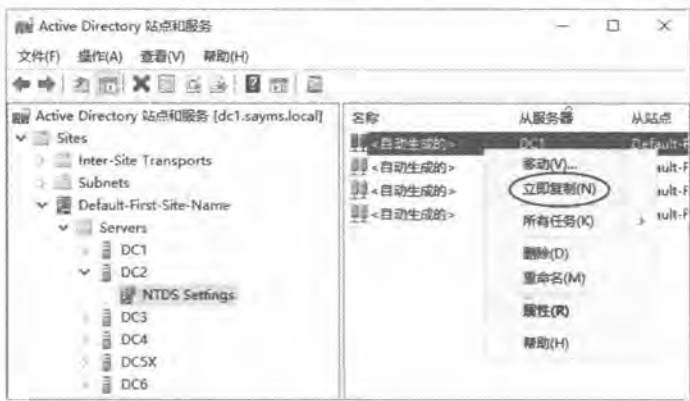 Active Directory 站点和服务
文件(F) 操作(A) 查看(V) 帮助(H)
Active Directory 站点和服务 [dc1.sayms.local]
Sites
Inter-Site Transports
Subnets
Default-First-Site-Name
Servers
DC1
DC2
NTDS Settings
DC3
DC4
DC5X
DC6
名称 从服务器 从站点
<自动生成的> DC1 Default-F
<自动生成的> ult-F
<自动生成的> ult-F
<自动生成的> ult-F
移动(V)...
立即复制(N)
所有任务(K)
删除(D)
重命名(M)
属性(R)
帮助(H)